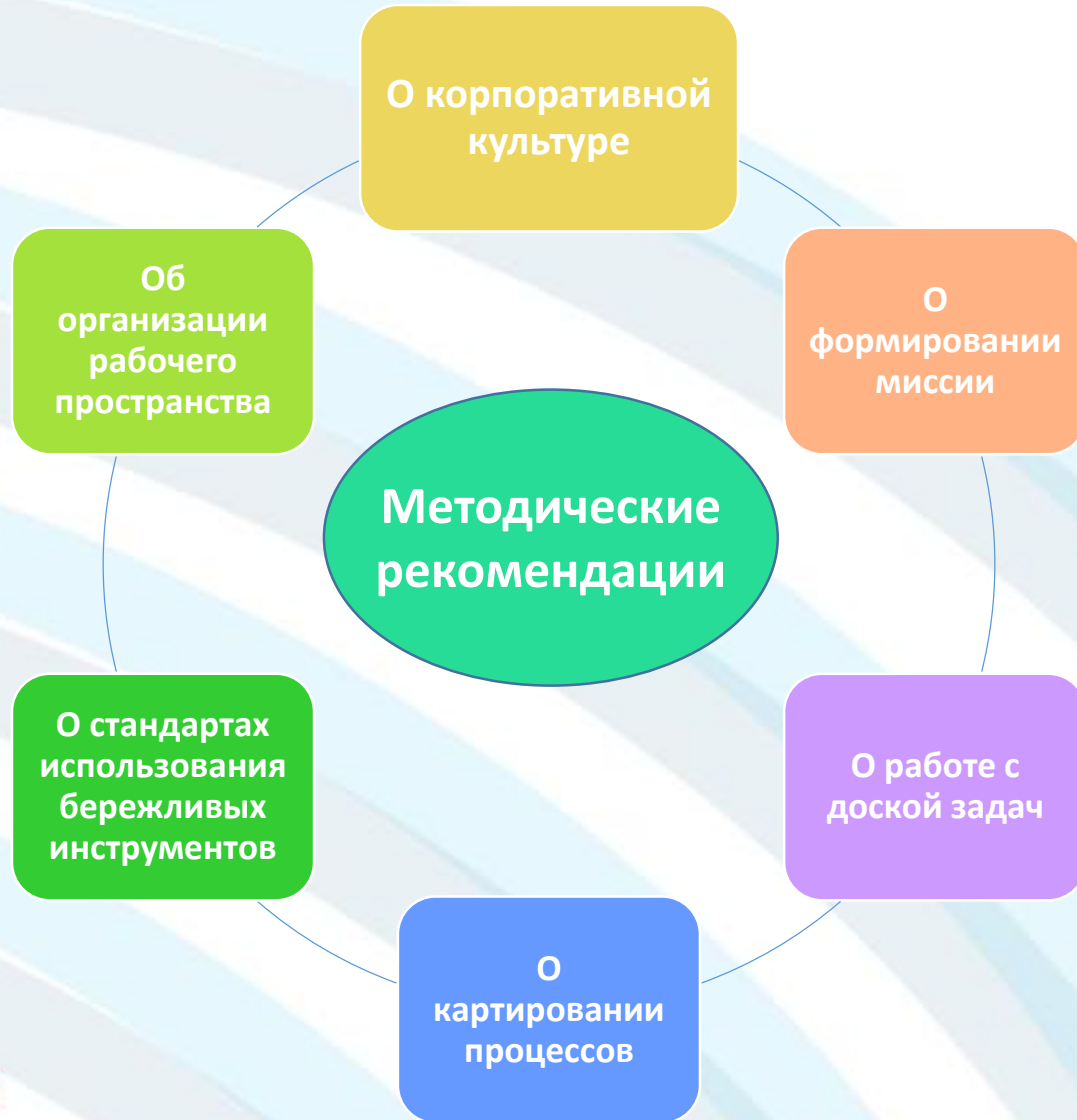 О корпоративной
культуре
О
формировании
миссии
О работе с
доской задач
О
картировании
процессов
О стандартах
использования
бережливых
инструментов
Об
организации
рабочего
пространства
Методические
рекомендации